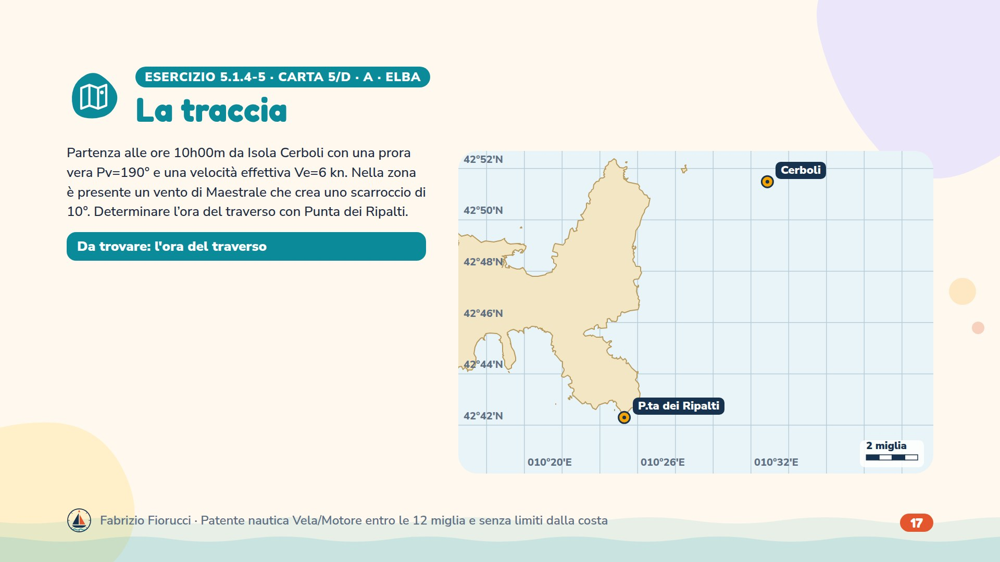 ESERCIZIO 5.1.4-5 · CARTA 5/D · A · ELBA
La traccia
Partenza alle ore 10h00m da Isola Cerboli con una prora
vera Pv=190° e una velocità effettiva Ve=6 kn. Nella zona
è presente un vento di Maestrale che crea uno scarroccio di
10°. Determinare l’ora del traverso con Punta dei Ripalti.
Da trovare: l'ora del traverso
42°52'N
Cerboli
42°50'N
42°48'N
42°46'N
42°44'N
P.ta dei Ripalti
42°42'N
2 miglia
010°20'E
010°26'E
010°32'E
Fabrizio Fiorucci · Patente nautica Vela/Motore entro le 12 miglia e senza limiti dalla costa
17